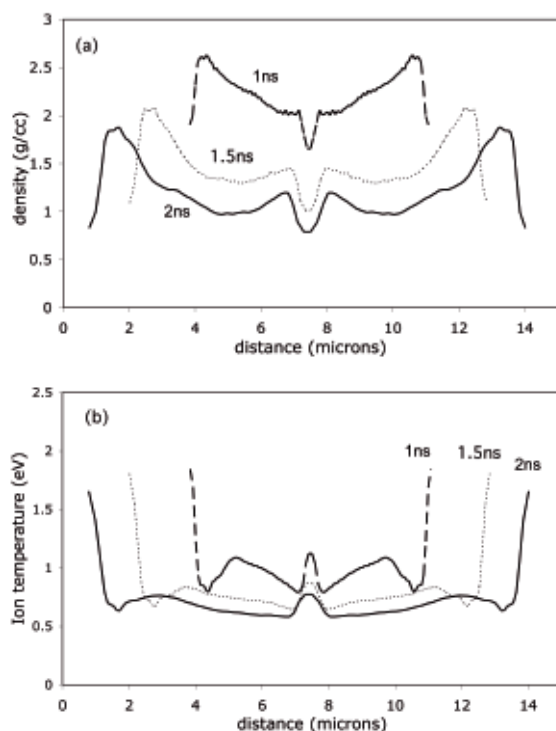 (a)
3
2.5
2
1.5
1
0.5
0
density (g/cc)
1ns
1.5ns
2ns
0 2 4 6 8 10 12 14
distance (microns)
(b)
2.5
2
1.5
1
0.5
0
Ion temperature (eV)
1ns 1.5ns 2ns
0 2 4 6 8 10 12 14
distance (microns)